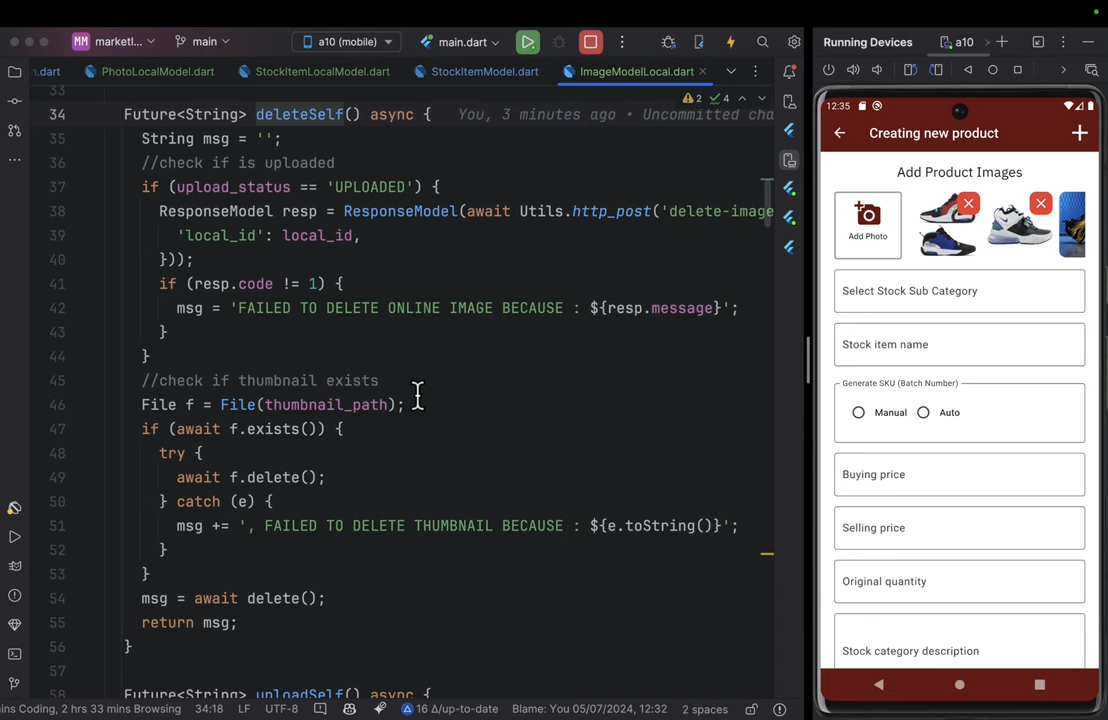 MM marketl...
main
a10 (mobile)
main.dart
Running Devices
a10
n.dart
PhotoLocalModel.dart
StockItemLocalModel.dart
StockItemModel.dart
ImageModelLocal.dart
33
2
4
34 Future<String> deleteSelf() async { You, 3 minutes ago • Uncommitted cha
35 String msg = '';
36 //check if is uploaded
37 if (upload_status == 'UPLOADED') {
38 ResponseModel resp = ResponseModel(await Utils.http_post('delete-image
39 'local_id': local_id,
40 }));
41 if (resp.code != 1) {
42 msg = 'FAILED TO DELETE ONLINE IMAGE BECAUSE : ${resp.message}';
43 }
44 }
45 //check if thumbnail exists
46 File f = File(thumbnail_path);
47 if (await f.exists()) {
48 try {
49 await f.delete();
50 } catch (e) {
51 msg += ', FAILED TO DELETE THUMBNAIL BECAUSE : ${e.toString()}';
52 }
53 }
54 msg = await delete();
55 return msg;
56 }
57
58 Future<String> uploadSelf() async {
ns Coding, 2 hrs 33 mins Browsing
34:18
LF
UTF-8
16 Δ/up-to-date
Blame: You 05/07/2024, 12:32
2 spaces
12:35
Creating new product
Add Product Images
Add Photo
Select Stock Sub Category
Stock item name
Generate SKU (Batch Number)
Manual
Auto
Buying price
Selling price
Original quantity
Stock category description